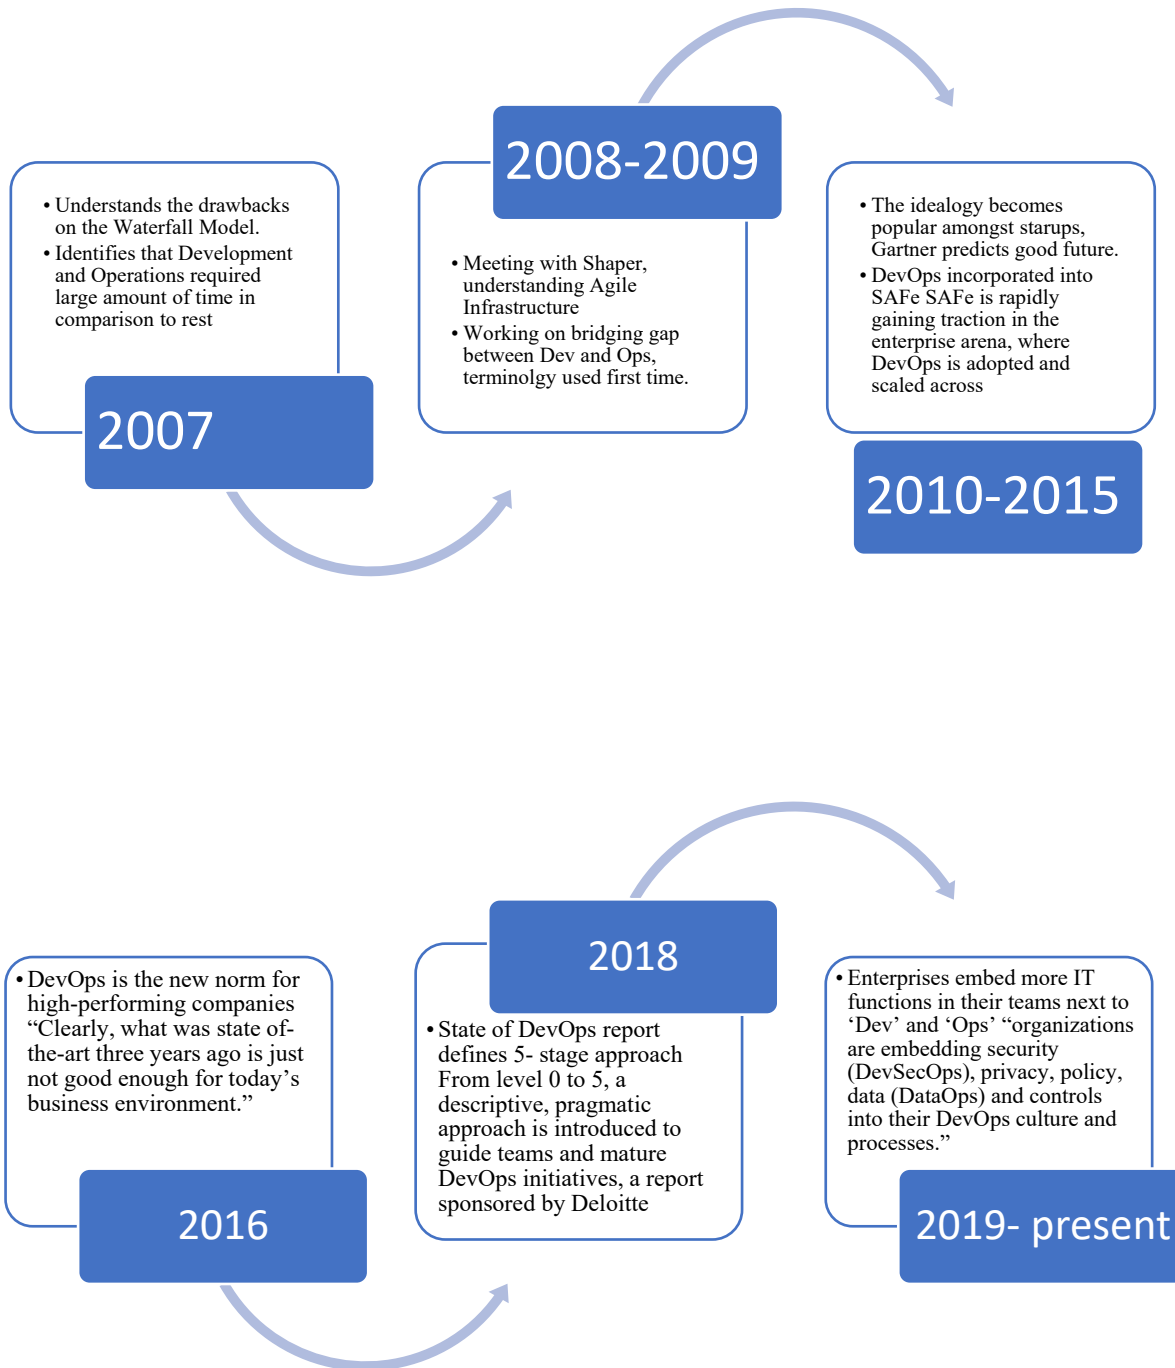 • Understands the drawbacks
on the Waterfall Model.
• Identifies that Development
and Operations required
large amount of time in
comparison to rest
2007
2008-2009
• Meeting with Shaper,
understanding Agile
Infrastructure
• Working on bridging gap
between Dev and Ops,
terminolgy used first time.
• The idealogy becomes
popular amongst starups,
Gartner predicts good future.
• DevOps incorporated into
SAFe SAFe is rapidly
gaining traction in the
enterprise arena, where
DevOps is adopted and
scaled across
2010-2015
• DevOps is the new norm for
high-performing companies
“Clearly, what was state of-
the-art three years ago is just
not good enough for today’s
business environment.”
2016
2018
• State of DevOps report
defines 5- stage approach
From level 0 to 5, a
descriptive, pragmatic
approach is introduced to
guide teams and mature
DevOps initiatives, a report
sponsored by Deloitte
• Enterprises embed more IT
functions in their teams next to
‘Dev’ and ‘Ops’ “organizations
are embedding security
(DevSecOps), privacy, policy,
data (DataOps) and controls
into their DevOps culture and
processes.”
2019- present